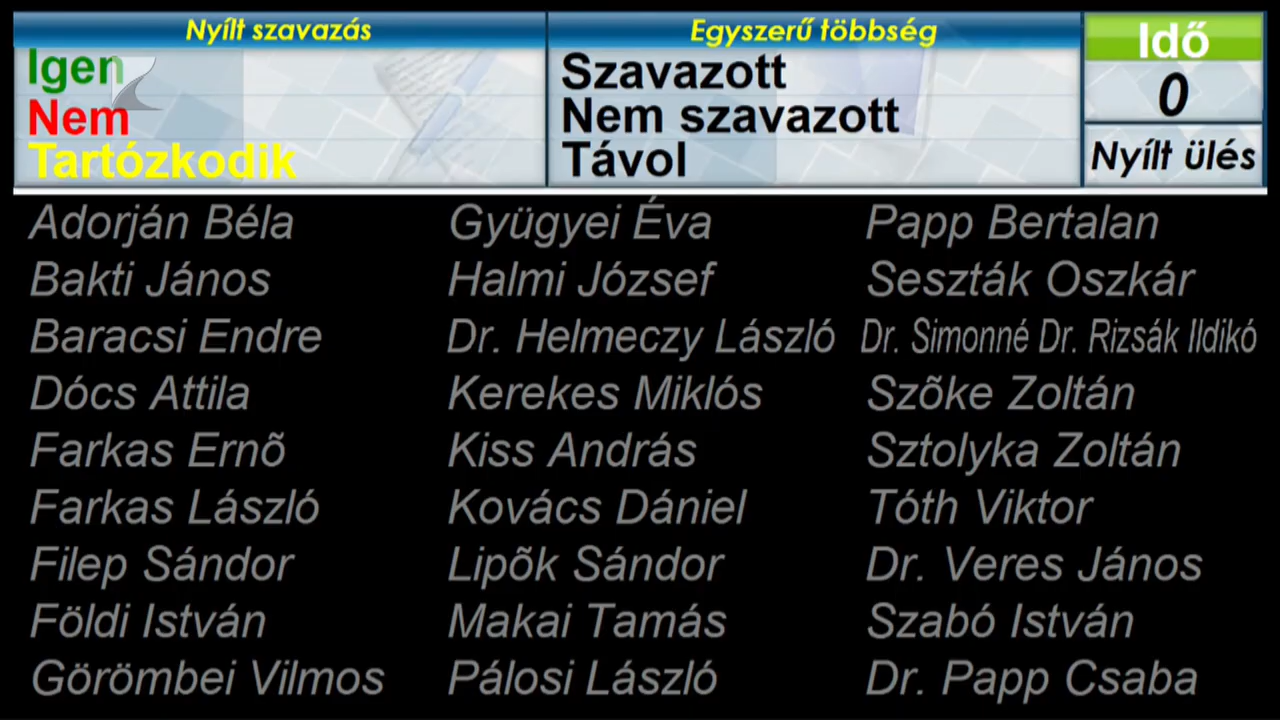 Nyílt szavazás
Igen
Nem
Tartózkodik
Egyszerű többség
Szavazott
Nem szavazott
Távol
Idő
0
Nyílt ülés
Adorján Béla
Bakti János
Baracsi Endre
Dócs Attila
Farkas Ernõ
Farkas László
Filep Sándor
Földi István
Görömbei Vilmos
Gyügyei Éva
Halmi József
Dr. Helmeczy László
Kerekes Miklós
Kiss András
Kovács Dániel
Lipõk Sándor
Makai Tamás
Pálosi László
Papp Bertalan
Seszták Oszkár
Dr. Simonné Dr. Rizsák Ildikó
Szõke Zoltán
Sztolyka Zoltán
Tóth Viktor
Dr. Veres János
Szabó István
Dr. Papp Csaba